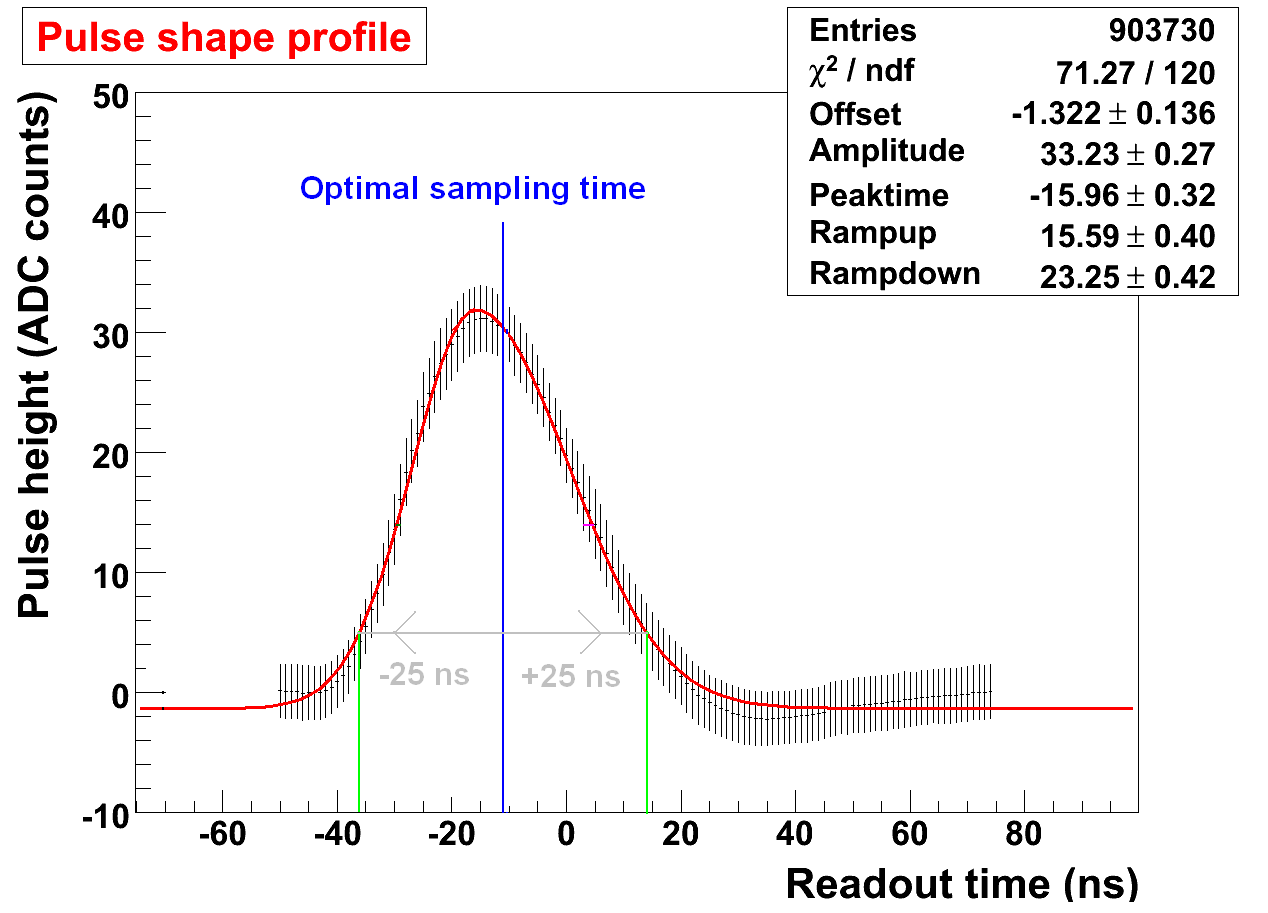 Pulse shape profile
Entries 903730
χ² / ndf 71.27 / 120
Offset -1.322 ± 0.136
Amplitude 33.23 ± 0.27
Peaktime -15.96 ± 0.32
Rampup 15.59 ± 0.40
Rampdown 23.25 ± 0.42
Pulse height (ADC counts)
50
40
30
20
10
0
-10
Optimal sampling time
-25 ns
+25 ns
-60 -40 -20 0 20 40 60 80
Readout time (ns)